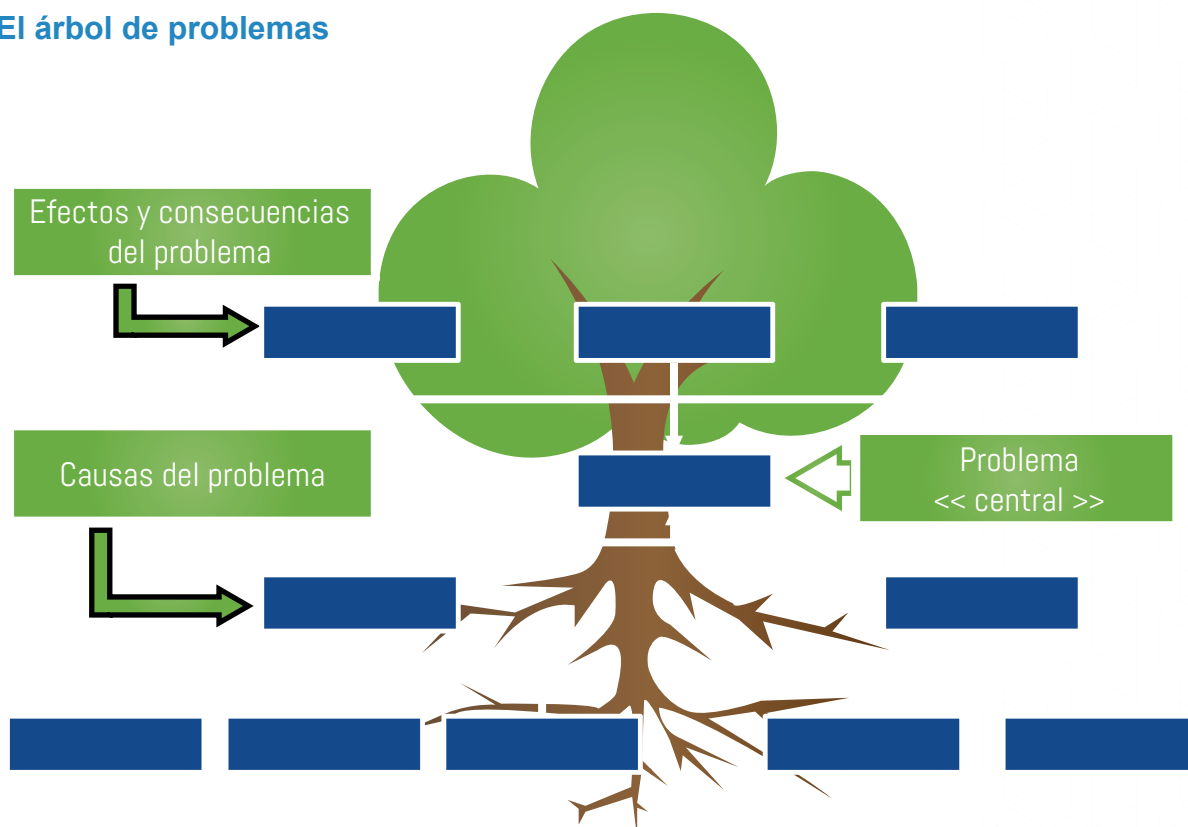 El árbol de problemas
Efectos y consecuencias
del problema
Causas del problema
Problema
<< central >>